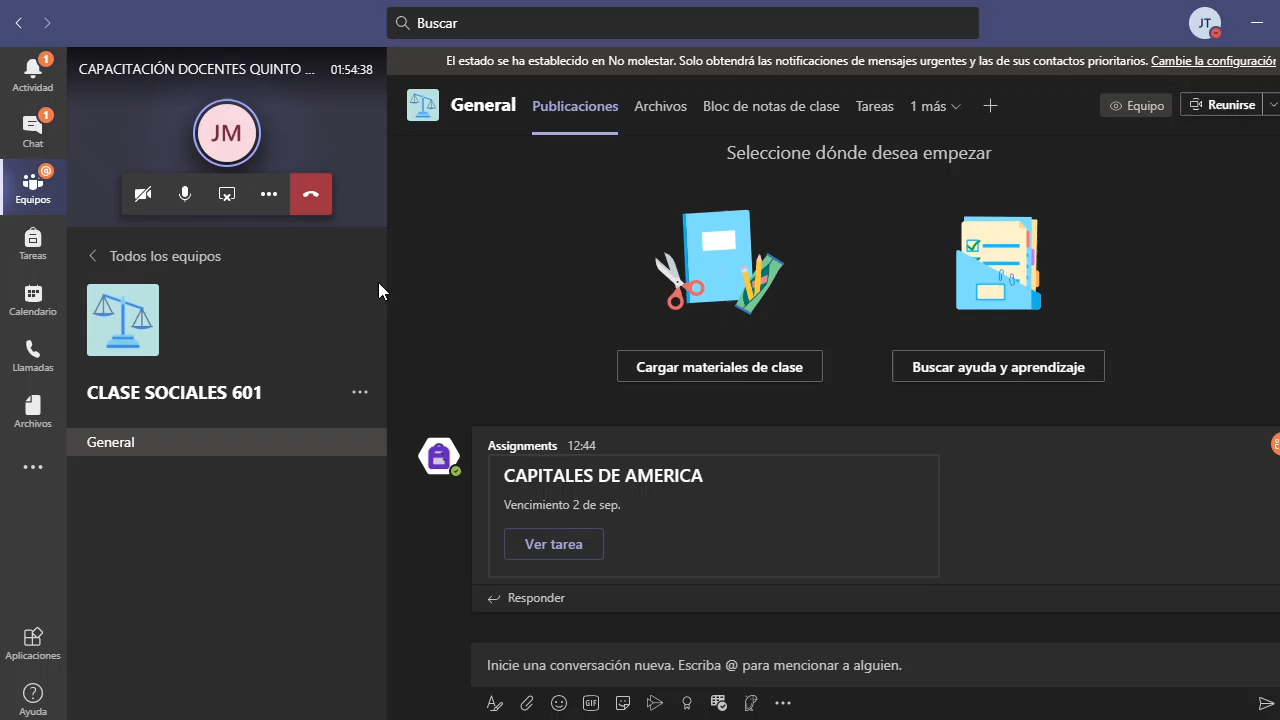 Buscar
JT
Actividad
1
Chat
1
Equipos
@
Tareas
Calendario
Llamadas
Archivos
Aplicaciones
Ayuda
CAPACITACIÓN DOCENTES QUINTO ... 01:54:38
JM
Todos los equipos
CLASE SOCIALES 601
General
El estado se ha establecido en No molestar. Solo obtendrá las notificaciones de mensajes urgentes y las de sus contactos prioritarios. Cambie la configuración
General Publicaciones Archivos Bloc de notas de clase Tareas 1 más Equipo Reunirse
Seleccione dónde desea empezar
Cargar materiales de clase Buscar ayuda y aprendizaje
Assignments 12:44
CAPITALES DE AMERICA
Vencimiento 2 de sep.
Ver tarea
Responder
Inicie una conversación nueva. Escriba @ para mencionar a alguien.
GIF